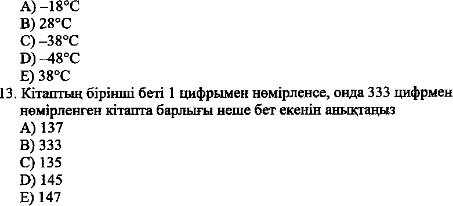 A) –18°C
B) 28°C
C) –38°C
D) –48°C
E) 38°C
13. Кітаптың бірінші беті 1 цифрымен нөмірленсе, онда 333 цифрмен
нөмірленген кітапта барлығы неше бет екенін анықтаңыз
A) 137
B) 333
C) 135
D) 145
E) 147